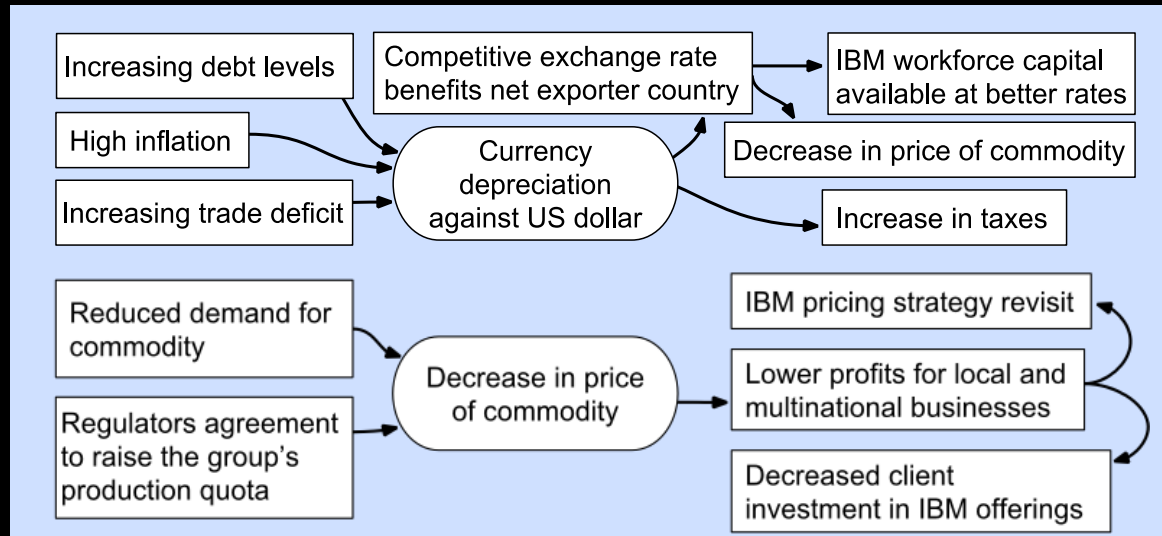 Increasing debt levels
High inflation
Increasing trade deficit
Currency
depreciation
against US dollar
Competitive exchange rate
benefits net exporter country
IBM workforce capital
available at better rates
Decrease in price of commodity
Increase in taxes
Reduced demand for
commodity
Regulators agreement
to raise the group’s
production quota
Decrease in price
of commodity
IBM pricing strategy revisit
Lower profits for local and
multinational businesses
Decreased client
investment in IBM offerings